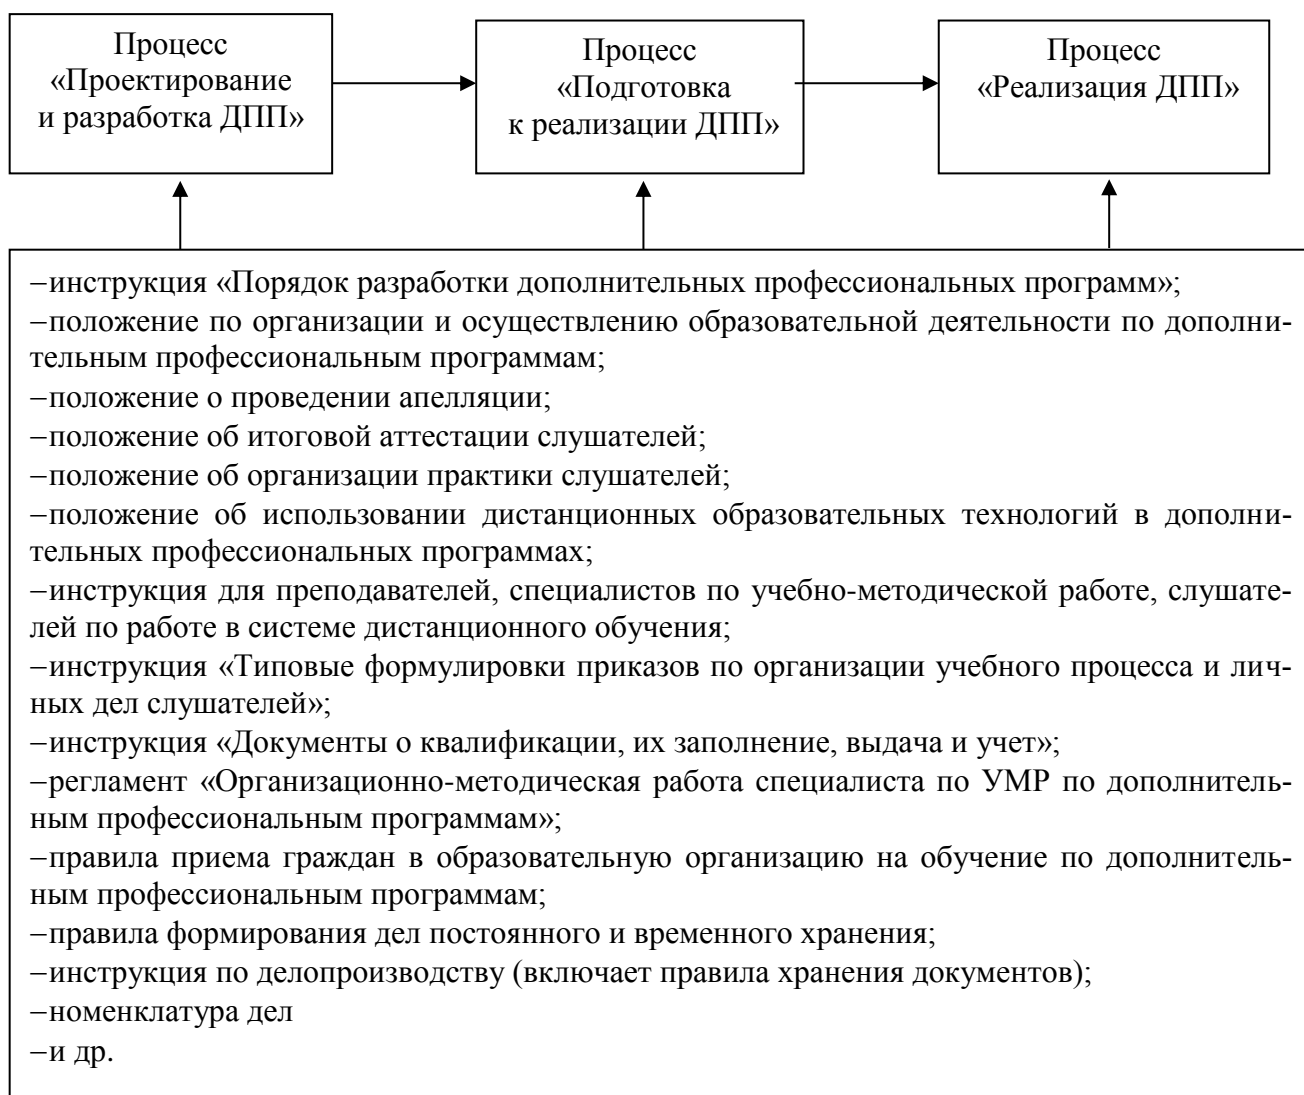 Процесс
«Проектирование
и разработка ДПП»
Процесс
«Подготовка
к реализации ДПП»
Процесс
«Реализация ДПП»
−инструкция «Порядок разработки дополнительных профессиональных программ»;
−положение по организации и осуществлению образовательной деятельности по дополни-
тельным профессиональным программам;
−положение о проведении апелляции;
−положение об итоговой аттестации слушателей;
−положение об организации практики слушателей;
−положение об использовании дистанционных образовательных технологий в дополни-
тельных профессиональных программах;
−инструкция для преподавателей, специалистов по учебно-методической работе, слушате-
лей по работе в системе дистанционного обучения;
−инструкция «Типовые формулировки приказов по организации учебного процесса и лич-
ных дел слушателей»;
−инструкция «Документы о квалификации, их заполнение, выдача и учет»;
−регламент «Организационно-методическая работа специалиста по УМР по дополнитель-
ным профессиональным программам»;
−правила приема граждан в образовательную организацию на обучение по дополнитель-
ным профессиональным программам;
−правила формирования дел постоянного и временного хранения;
−инструкция по делопроизводству (включает правила хранения документов);
−номенклатура дел
−и др.